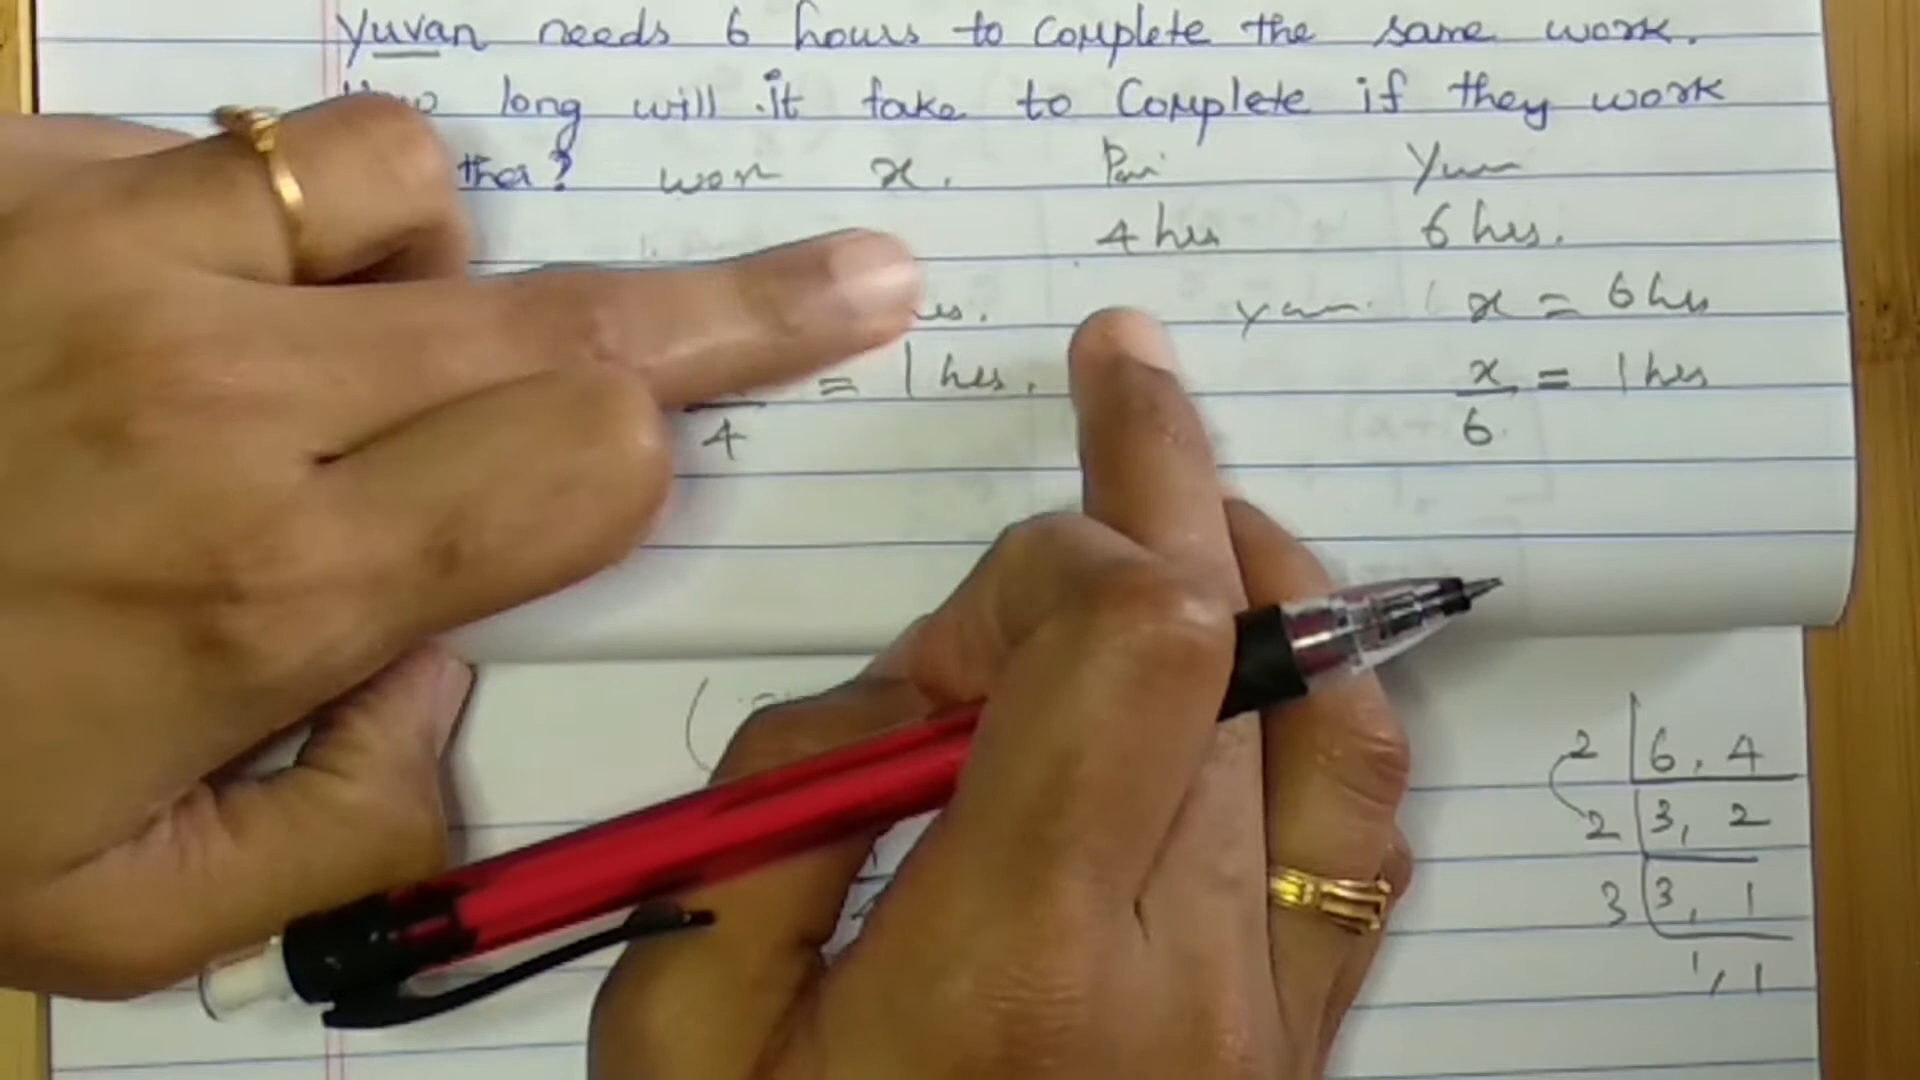 Yuvan needs 6 hours to complete the same work.
long will it take to Complete if they work
ther? work x. Pari Yuvan
4 hrs 6 hrs.
x = 6 hrs
= 1 hrs. x/6 = 1 hrs
4
2 | 6, 4
2 | 3, 2
3 | 3, 1
1, 1